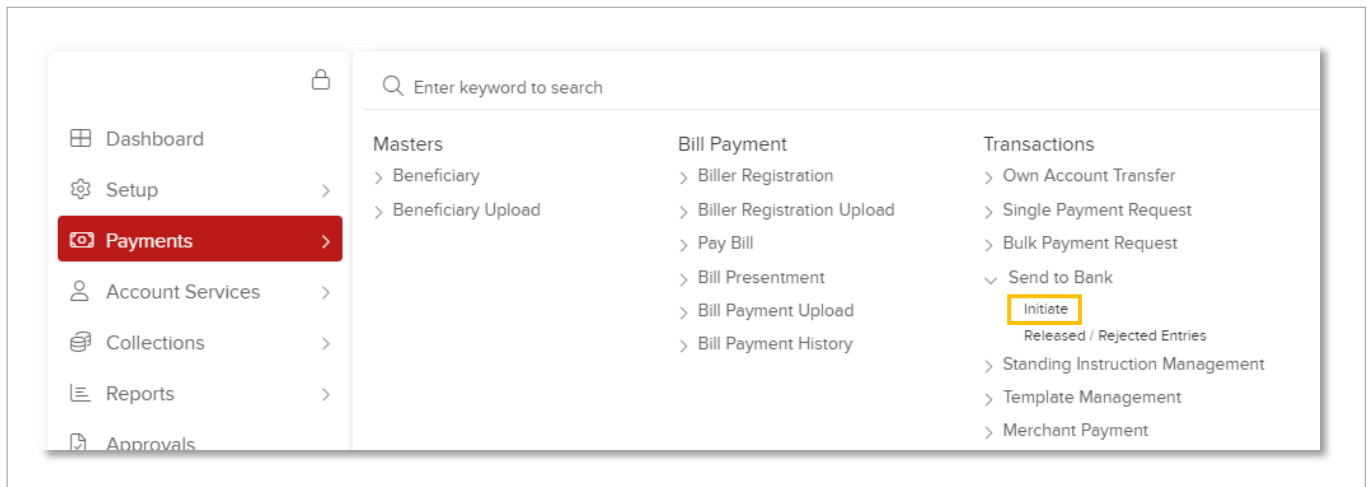 Enter keyword to search
Dashboard
Setup
Payments
Account Services
Collections
Reports
Approvals
Masters
Beneficiary
Beneficiary Upload
Bill Payment
Biller Registration
Biller Registration Upload
Pay Bill
Bill Presentment
Bill Payment Upload
Bill Payment History
Transactions
Own Account Transfer
Single Payment Request
Bulk Payment Request
Send to Bank
Initiate
Released / Rejected Entries
Standing Instruction Management
Template Management
Merchant Payment